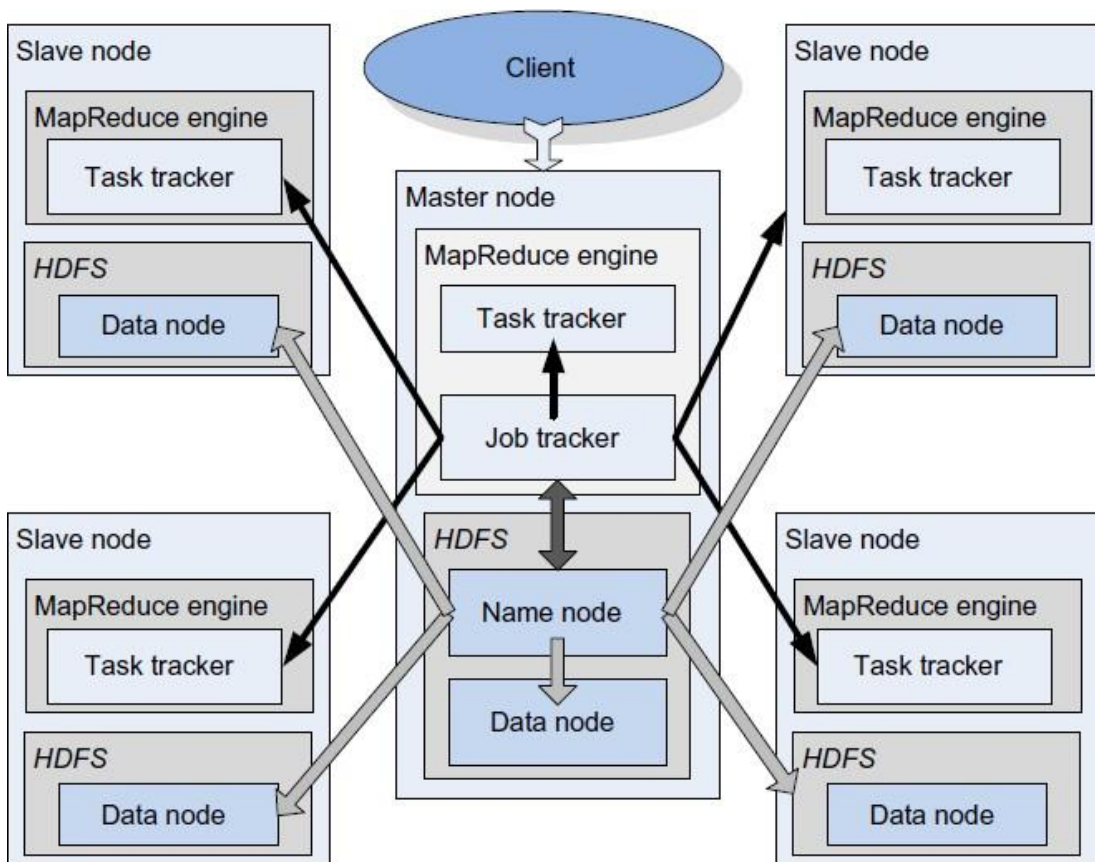 Slave node
MapReduce engine
Task tracker
HDFS
Data node
Client
Master node
MapReduce engine
Task tracker
Job tracker
HDFS
Name node
Data node
Slave node
MapReduce engine
Task tracker
HDFS
Data node
Slave node
MapReduce engine
Task tracker
HDFS
Data node
Slave node
MapReduce engine
Task tracker
HDFS
Data node